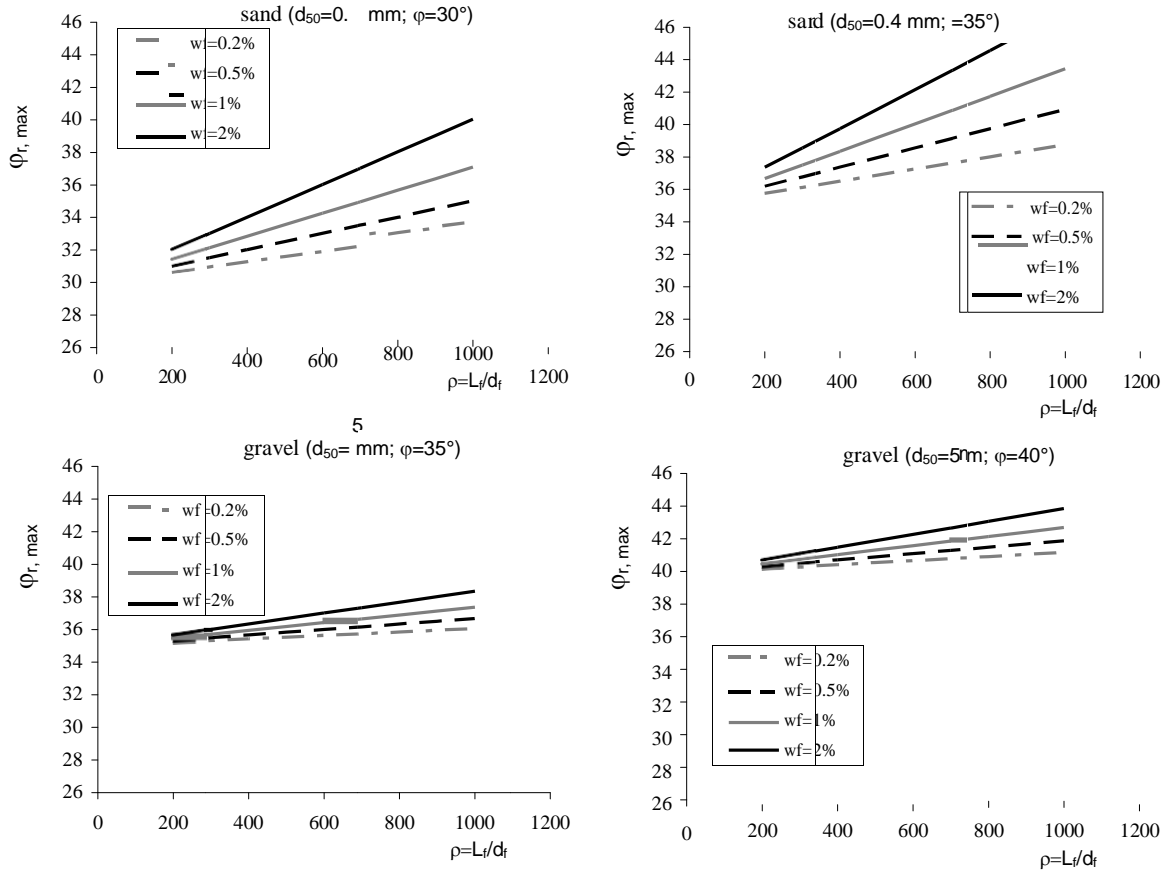 sand (d50=0. mm; φ=30°)
46
44
42
40
38
36
34
32
30
28
26
φr, max
wf=0.2%
wf=0.5%
wf=1%
wf=2%
0
200
400
600
800
1000
1200
ρ=Lf/df
sand (d50=0.4 mm; =35°)
46
44
42
40
38
36
34
32
30
28
26
φr, max
wf=0.2%
wf=0.5%
wf=1%
wf=2%
0
200
400
600
800
1000
1200
ρ=Lf/df
5
gravel (d50= mm; φ=35°)
46
44
42
40
38
36
34
32
30
28
26
φr, max
wf=0.2%
wf=0.5%
wf=1%
wf=2%
0
200
400
600
800
1000
1200
ρ=Lf/df
gravel (d50=5mm; φ=40°)
46
44
42
40
38
36
34
32
30
28
26
φr, max
wf=0.2%
wf=0.5%
wf=1%
wf=2%
0
200
400
600
800
1000
1200
ρ=Lf/df